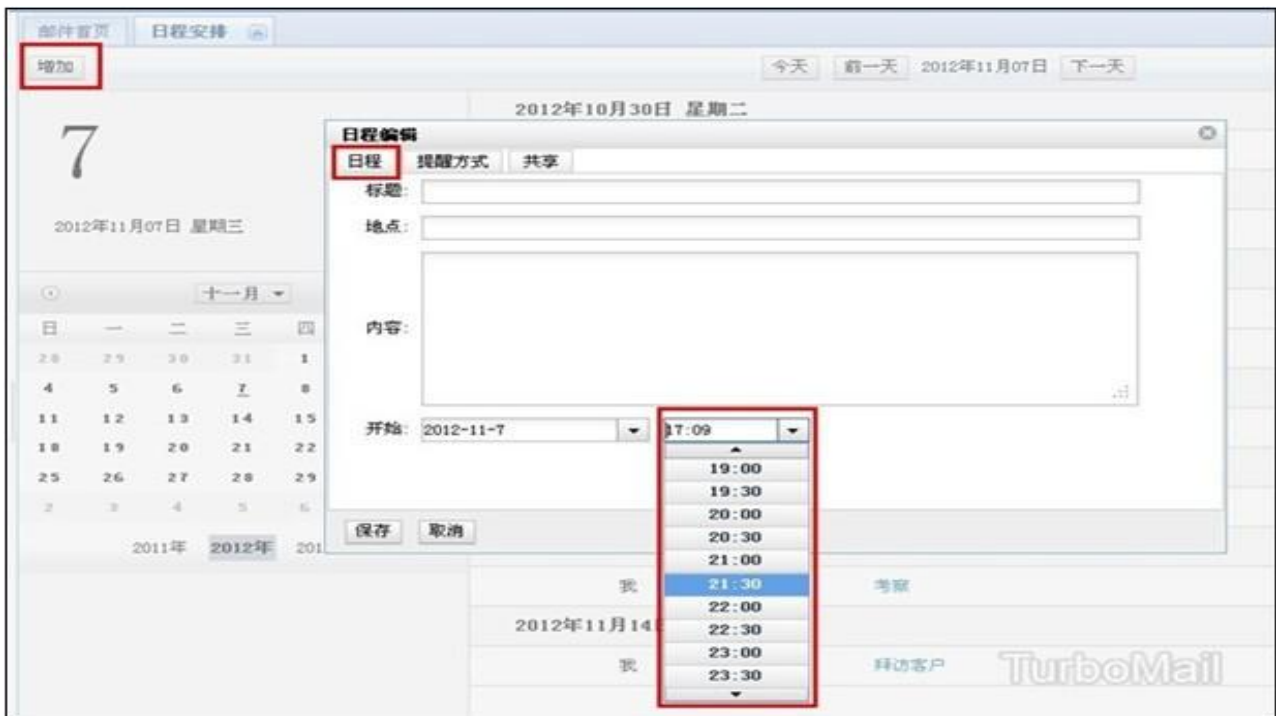 邮件首页 日程安排
增加 今天 前一天 2012年11月07日 下一天
2012年10月30日 星期二
7
2012年11月07日 星期三
十一月
日 一 二 三 四
28 29 30 31 1
4 5 6 7 8
11 12 13 14 15
18 19 20 21 22
25 26 27 28 29
2 3 4 5 6
2011年 2012年 201
日程编辑
日程 提醒方式 共享
标题:
地点:
内容:
开始: 2012-11-7 17:09
19:00
19:30
20:00
20:30
21:00
21:30
22:00
22:30
23:00
23:30
保存 取消
我 考察
2012年11月14
我 拜访客户
TurboMail